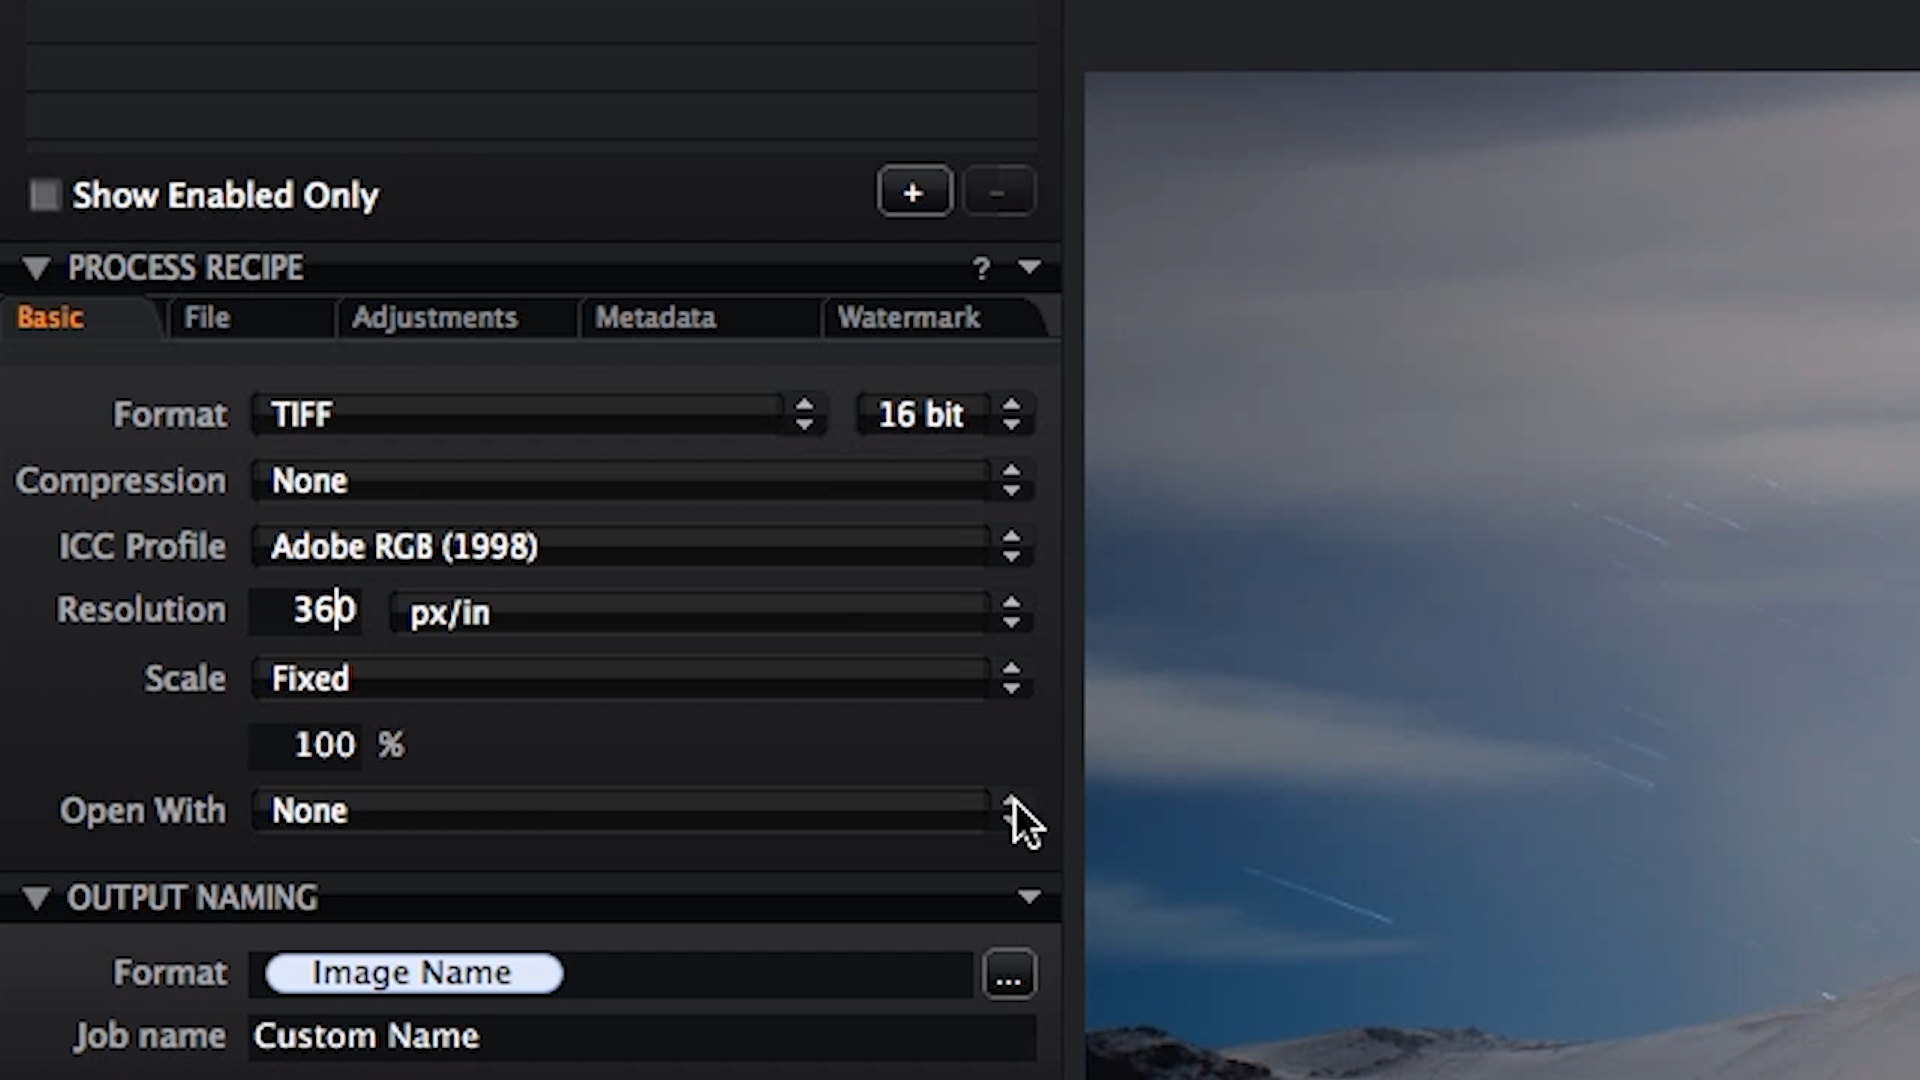 Show Enabled Only + -
PROCESS RECIPE ?
Basic File Adjustments Metadata Watermark
Format TIFF 16 bit
Compression None
ICC Profile Adobe RGB (1998)
Resolution 360 px/in
Scale Fixed
100 %
Open With None
OUTPUT NAMING
Format Image Name ...
Job name Custom Name